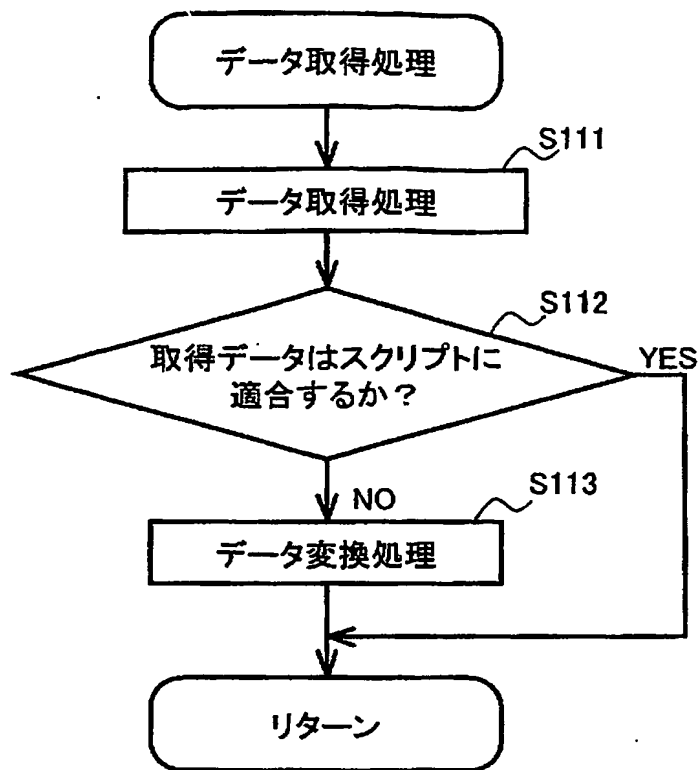 データ取得処理
S111
データ取得処理
S112
取得データはスクリプトに
適合するか？
YES
NO
S113
データ変換処理
リターン